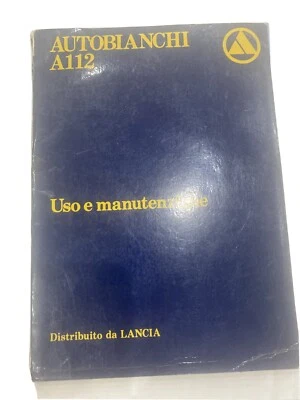 AUTOBIANCHI
A112
Uso e manutenzione
Distribuito da LANCIA